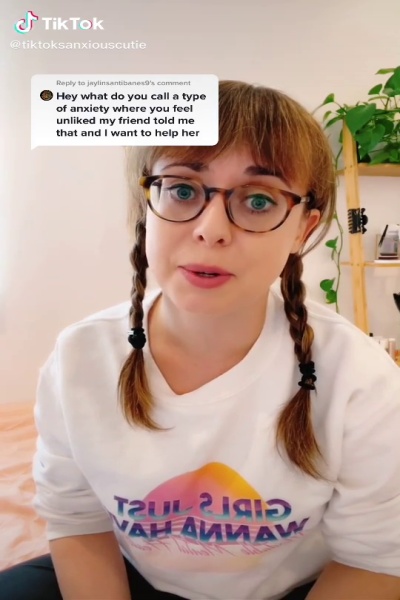 TikTok
@tiktoksanxiouscutie
Reply to jaylinsantibanes9's comment
Hey what do you call a type
of anxiety where you feel
unliked my friend told me
that and I want to help her
GIRLS JUST
WANNA HAV